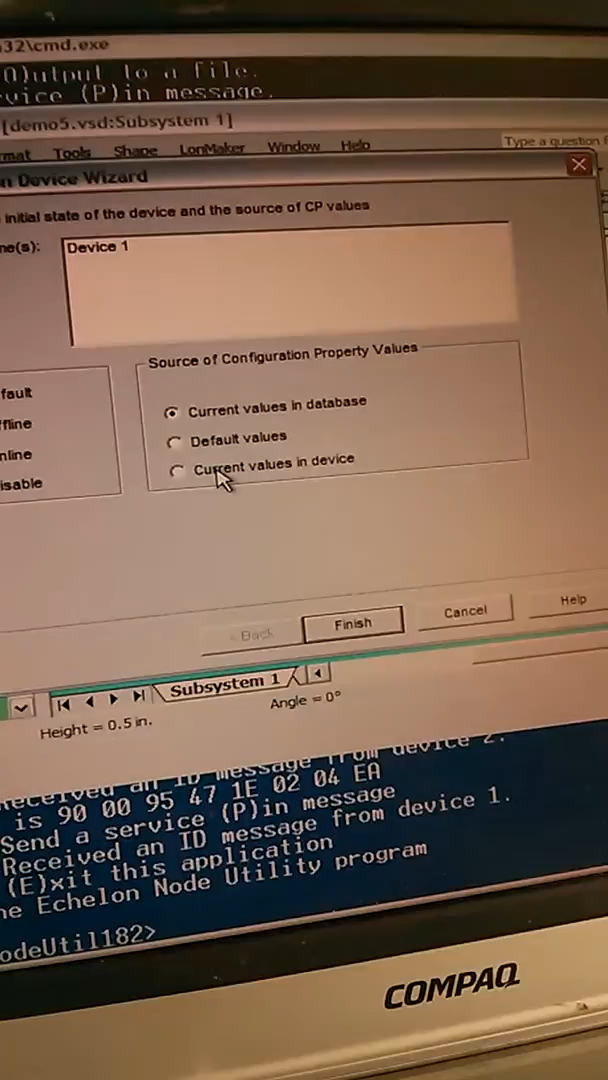 32\cmd.exe
O)utput to a file.
vice (P)in message.
[demo5.vsd:Subsystem 1]
Type a question f
rmat Tools Shape LonMaker Window Help
n Device Wizard
initial state of the device and the source of CP values
me(s):
Device 1
Source of Configuration Property Values
fault
Current values in database
ffline
Default values
nline
Current values in device
isable
< Back
Finish
Cancel
Help
Subsystem 1
Height = 0.5 in.
Angle = 0°
Received an ID message from device 2.
is 90 00 95 47 1E 02 04 EA
Send a service (P)in message
Received an ID message from device 1.
(E)xit this application
he Echelon Node Utility program
odeUtil182>
COMPAQ